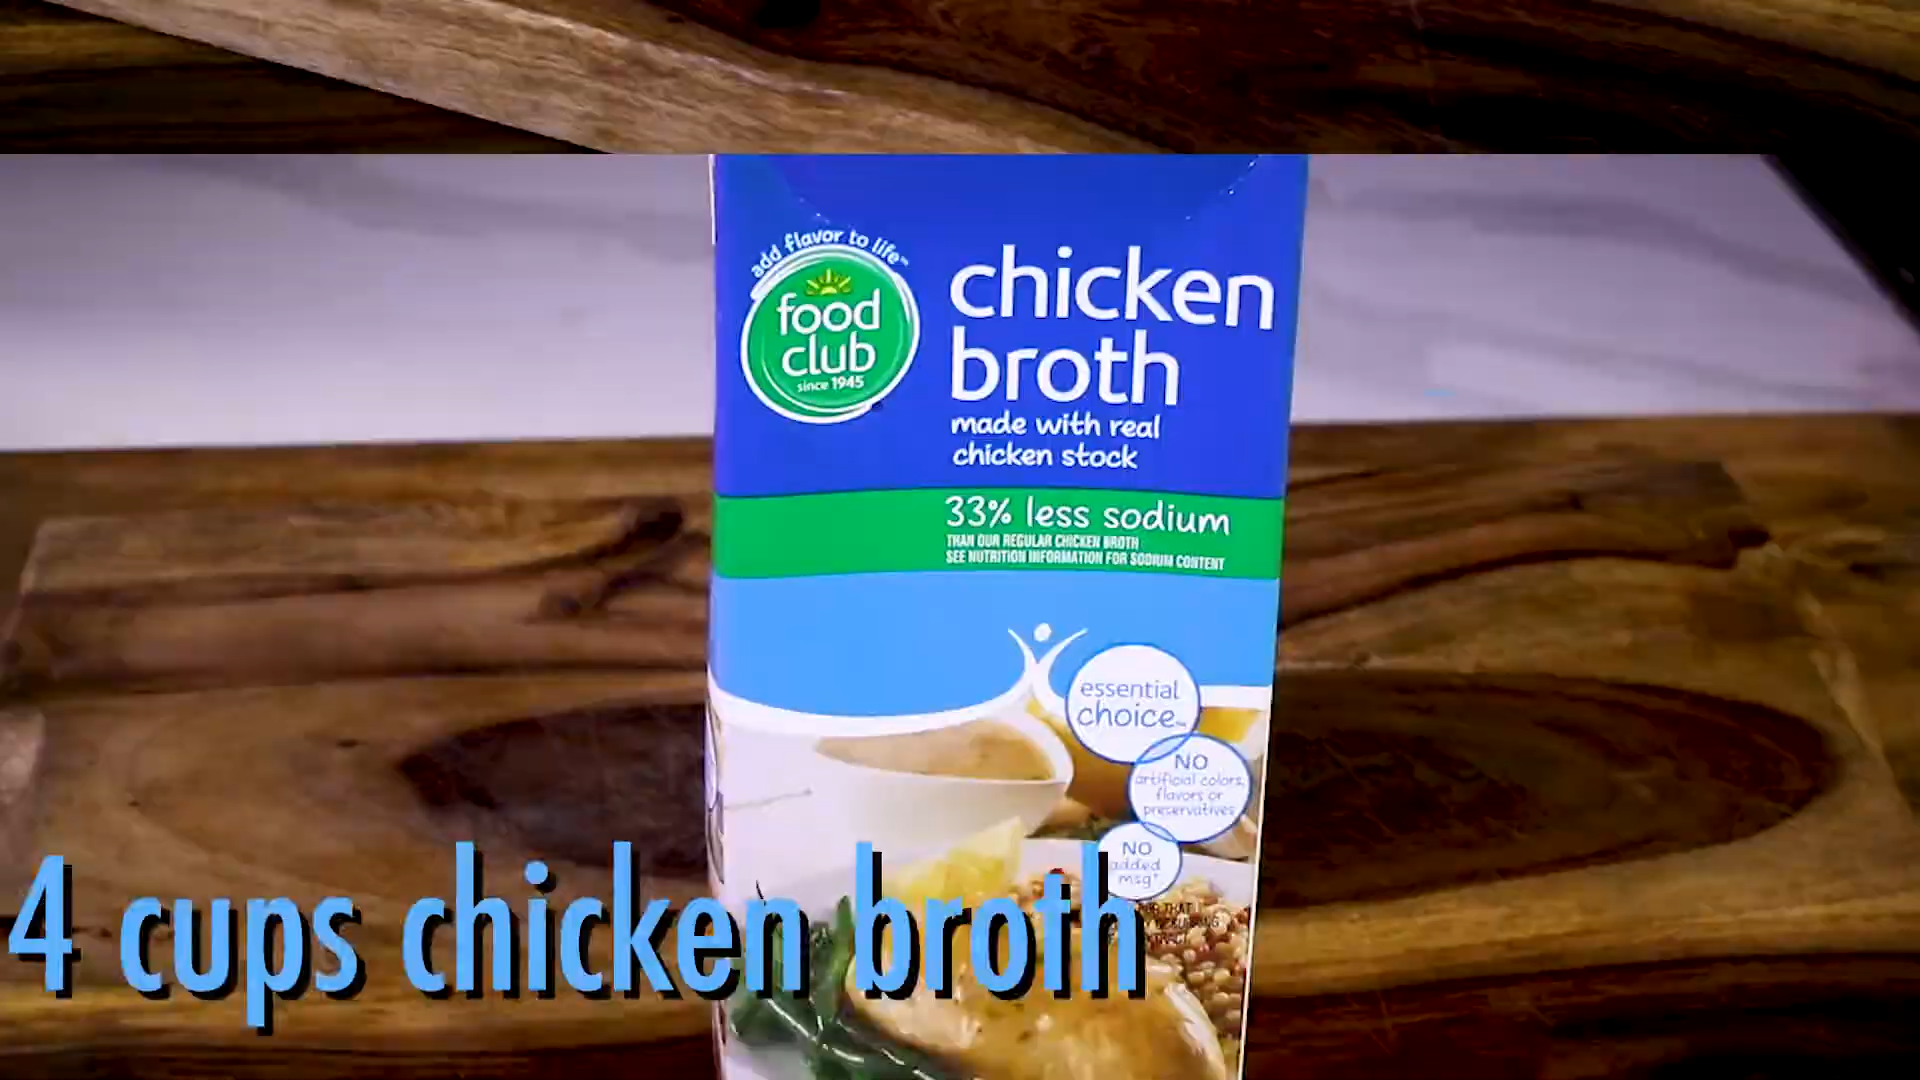 add flavor to life™
food
club
since 1945
chicken
broth
made with real
chicken stock
33% less sodium
THAN OUR REGULAR CHICKEN BROTH
SEE NUTRITION INFORMATION FOR SODIUM CONTENT
essential
choice™
NO
artificial colors,
flavors or
preservatives
NO
added
msg*
4 cups chicken broth